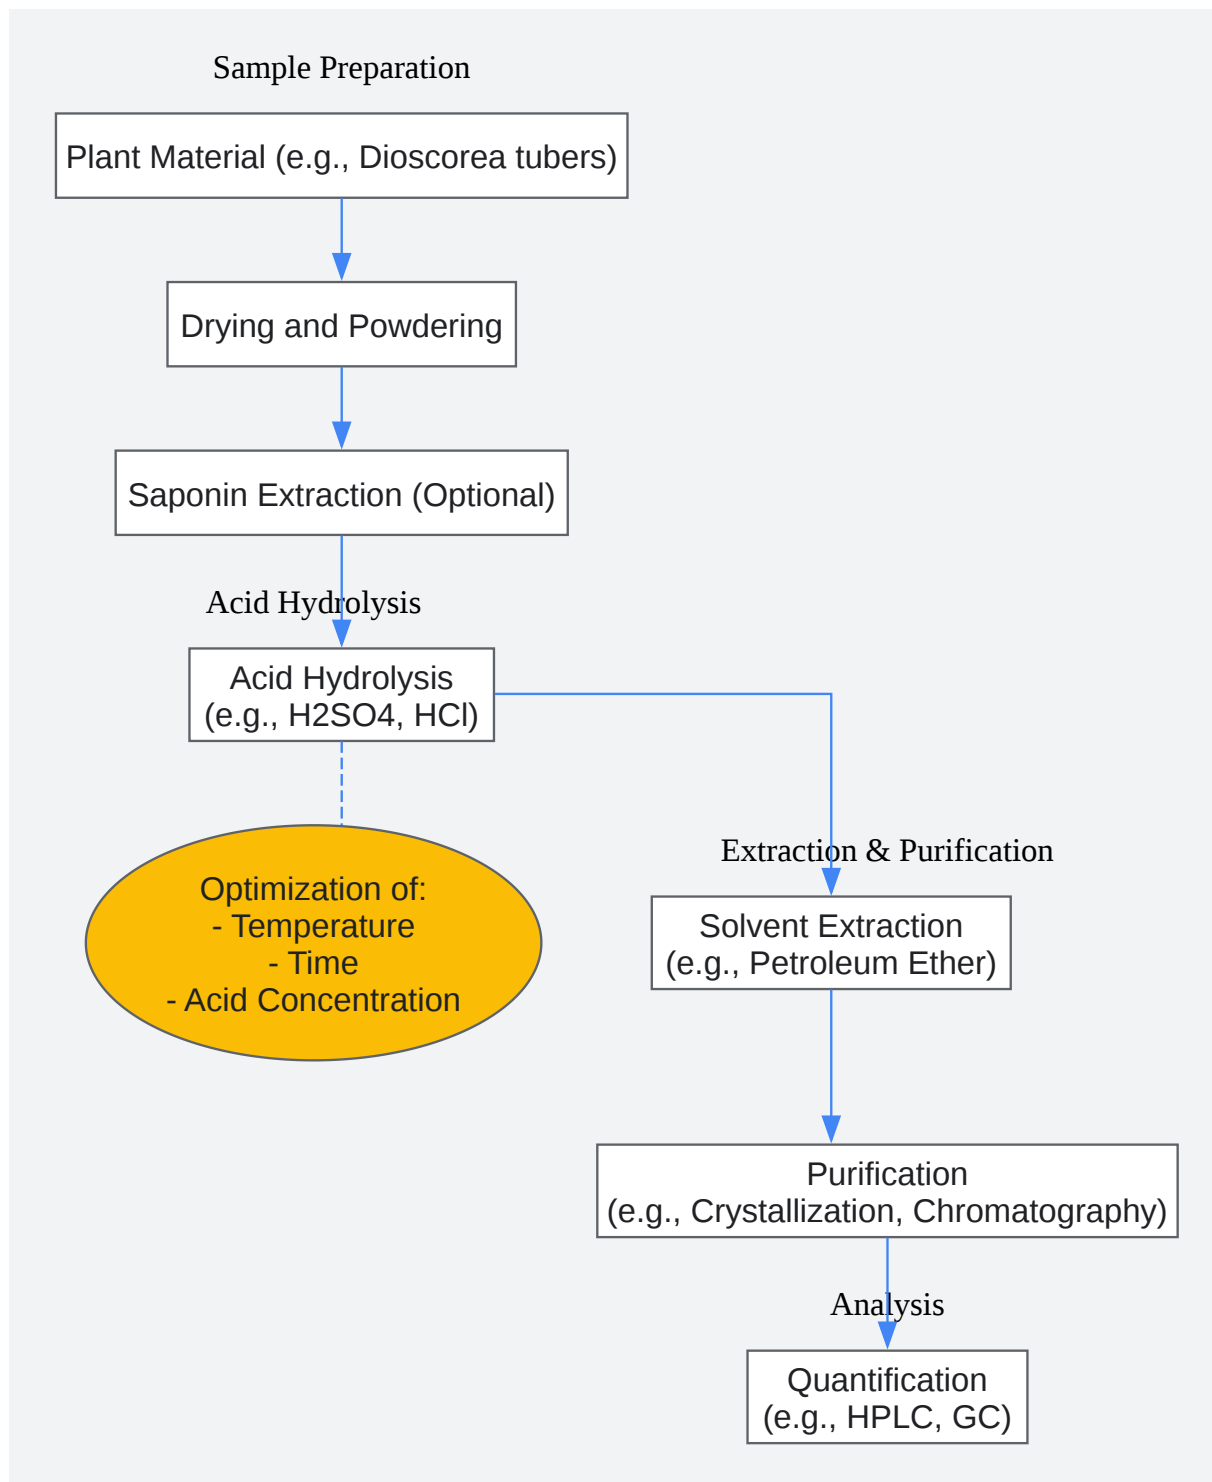 Sample Preparation
Plant Material (e.g., Dioscorea tubers)
Drying and Powdering
Saponin Extraction (Optional)
Acid Hydrolysis
Acid Hydrolysis
(e.g., H2SO4, HCl)
Optimization of:
- Temperature
- Time
- Acid Concentration
Extraction & Purification
Solvent Extraction
(e.g., Petroleum Ether)
Purification
(e.g., Crystallization, Chromatography)
Analysis
Quantification
(e.g., HPLC, GC)